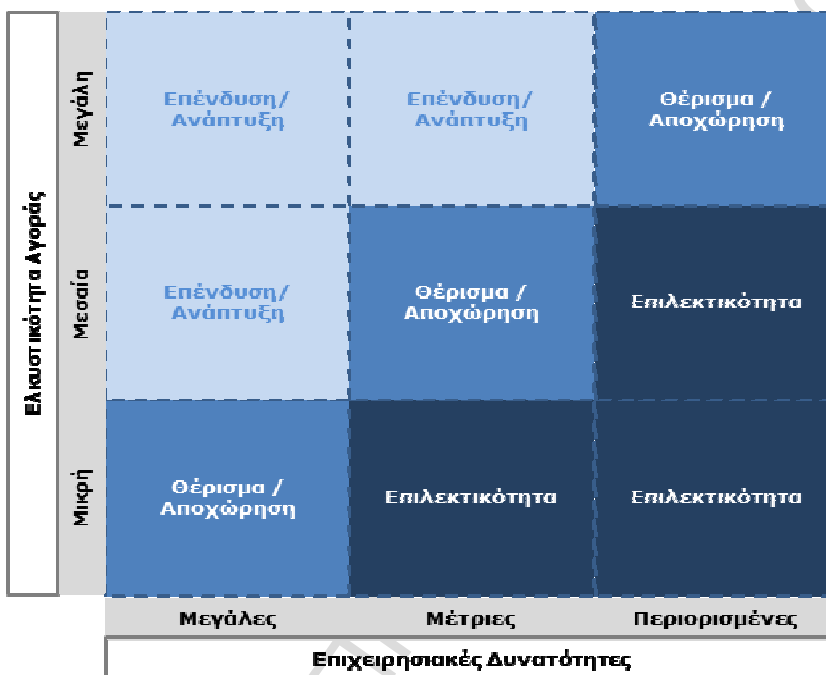 Ελκυστικότητα Αγοράς
Μεγάλη
Επένδυση/
Ανάπτυξη
Επένδυση/
Ανάπτυξη
Θέρισμα /
Αποχώρηση
Μεσαία
Επένδυση/
Ανάπτυξη
Θέρισμα /
Αποχώρηση
Επιλεκτικότητα
Μικρή
Θέρισμα /
Αποχώρηση
Επιλεκτικότητα
Επιλεκτικότητα
Μεγάλες
Μέτριες
Περιορισμένες
Επιχειρησιακές Δυνατότητες